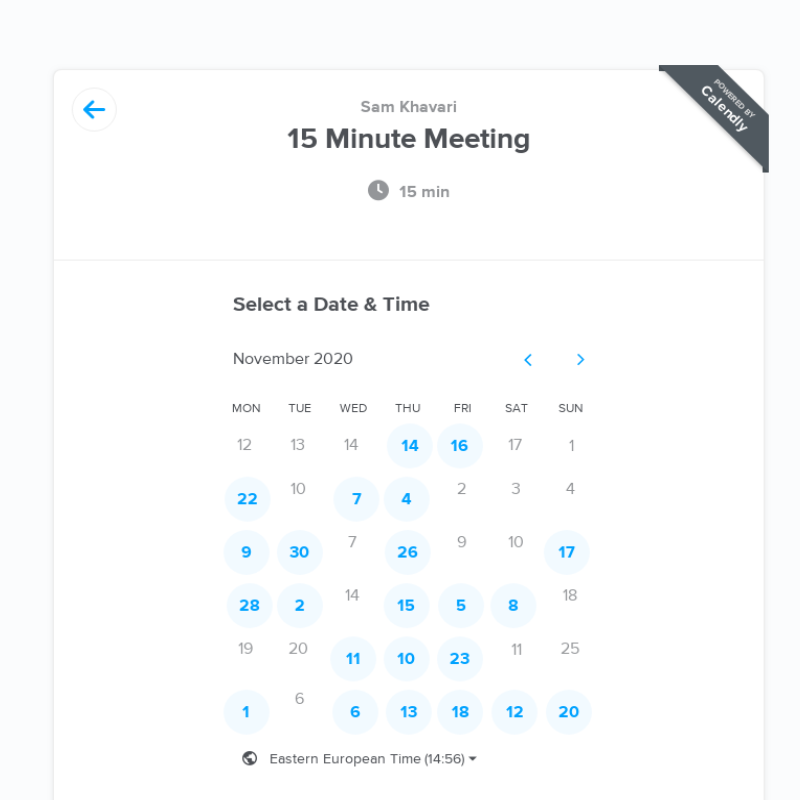 POWERED BY
Calendly
Sam Khavari
15 Minute Meeting
15 min
Select a Date & Time
November 2020
MON TUE WED THU FRI SAT SUN
12 13 14 14 16 17 1
22 10 7 4 2 3 4
9 30 7 26 9 10 17
28 2 14 15 5 8 18
19 20 11 10 23 11 25
1 6 6 13 18 12 20
Eastern European Time (14:56)